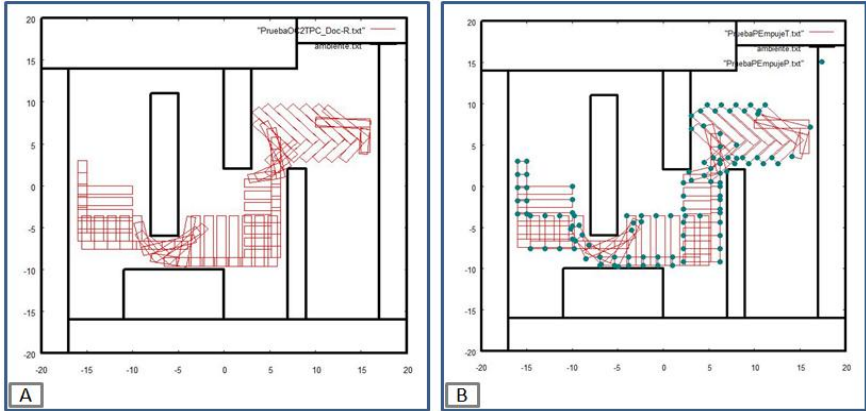 "PruebaOC2TPC_Doc-R.txt"
ambiente.txt
20
15
10
5
0
-5
-10
-15
-20
-20 -15 -10 -5 0 5 10 15 20
A
"PruebaPEmpujeT.txt"
ambiente.txt
"PruebaPEmpujeP.txt"
20
15
10
5
0
-5
-10
-15
-20
-20 -15 -10 -5 0 5 10 15 20
B